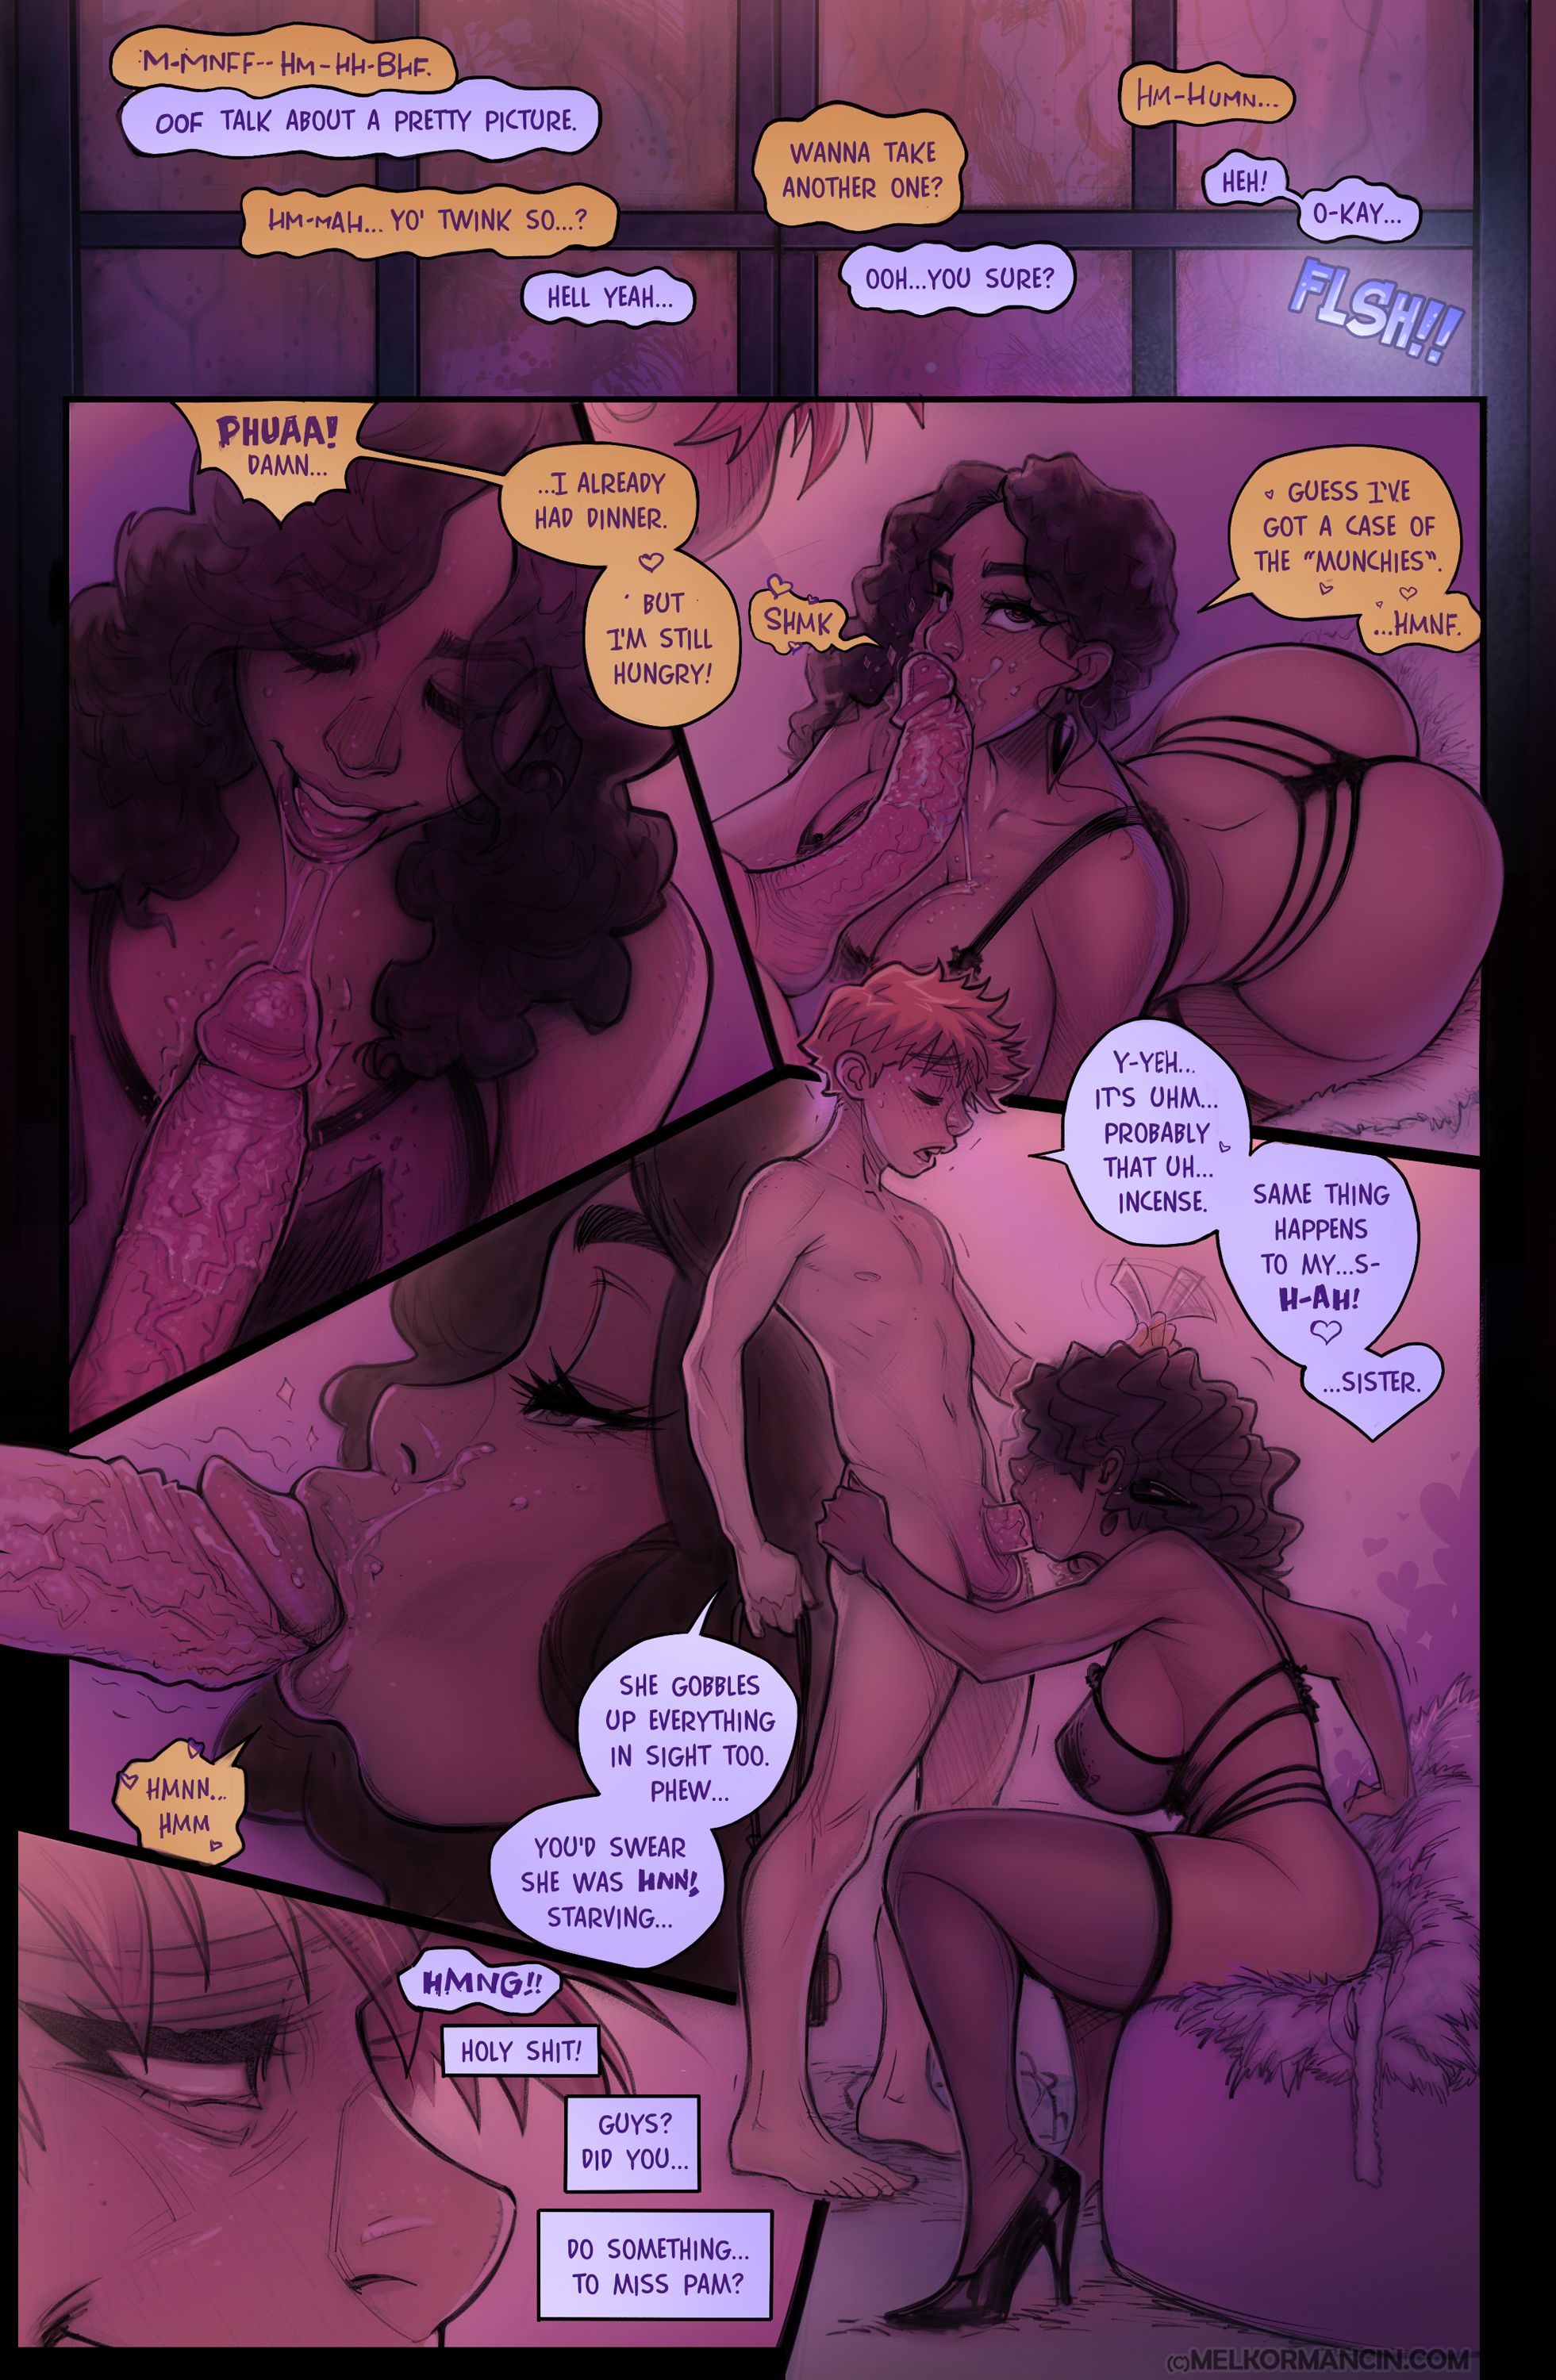 M-MNFF-- HM-HH-BHF.
OOF TALK ABOUT A PRETTY PICTURE.
HM-MAH... YO' TWINK SO...?
HELL YEAH...
WANNA TAKE
ANOTHER ONE?
OOH...YOU SURE?
HM-HUMN...
HEH!
O-KAY...
FLSH!!
PHUAA!
DAMN...
...I ALREADY
HAD DINNER.
BUT
I'M STILL
HUNGRY!
SHMK
GUESS I'VE
GOT A CASE OF
THE "MUNCHIES".
...HMNF.
Y-YEH...
IT'S UHM...
PROBABLY
THAT UH...
INCENSE.
SAME THING
HAPPENS
TO MY...S-
H-AH!
...SISTER.
SHE GOBBLES
UP EVERYTHING
IN SIGHT TOO.
PHEW...
YOU'D SWEAR
SHE WAS HNN!
STARVING...
HMNN...
HMM
HMNG!!
HOLY SHIT!
GUYS?
DID YOU...
DO SOMETHING...
TO MISS PAM?
(C)MELKORMANCIN.COM